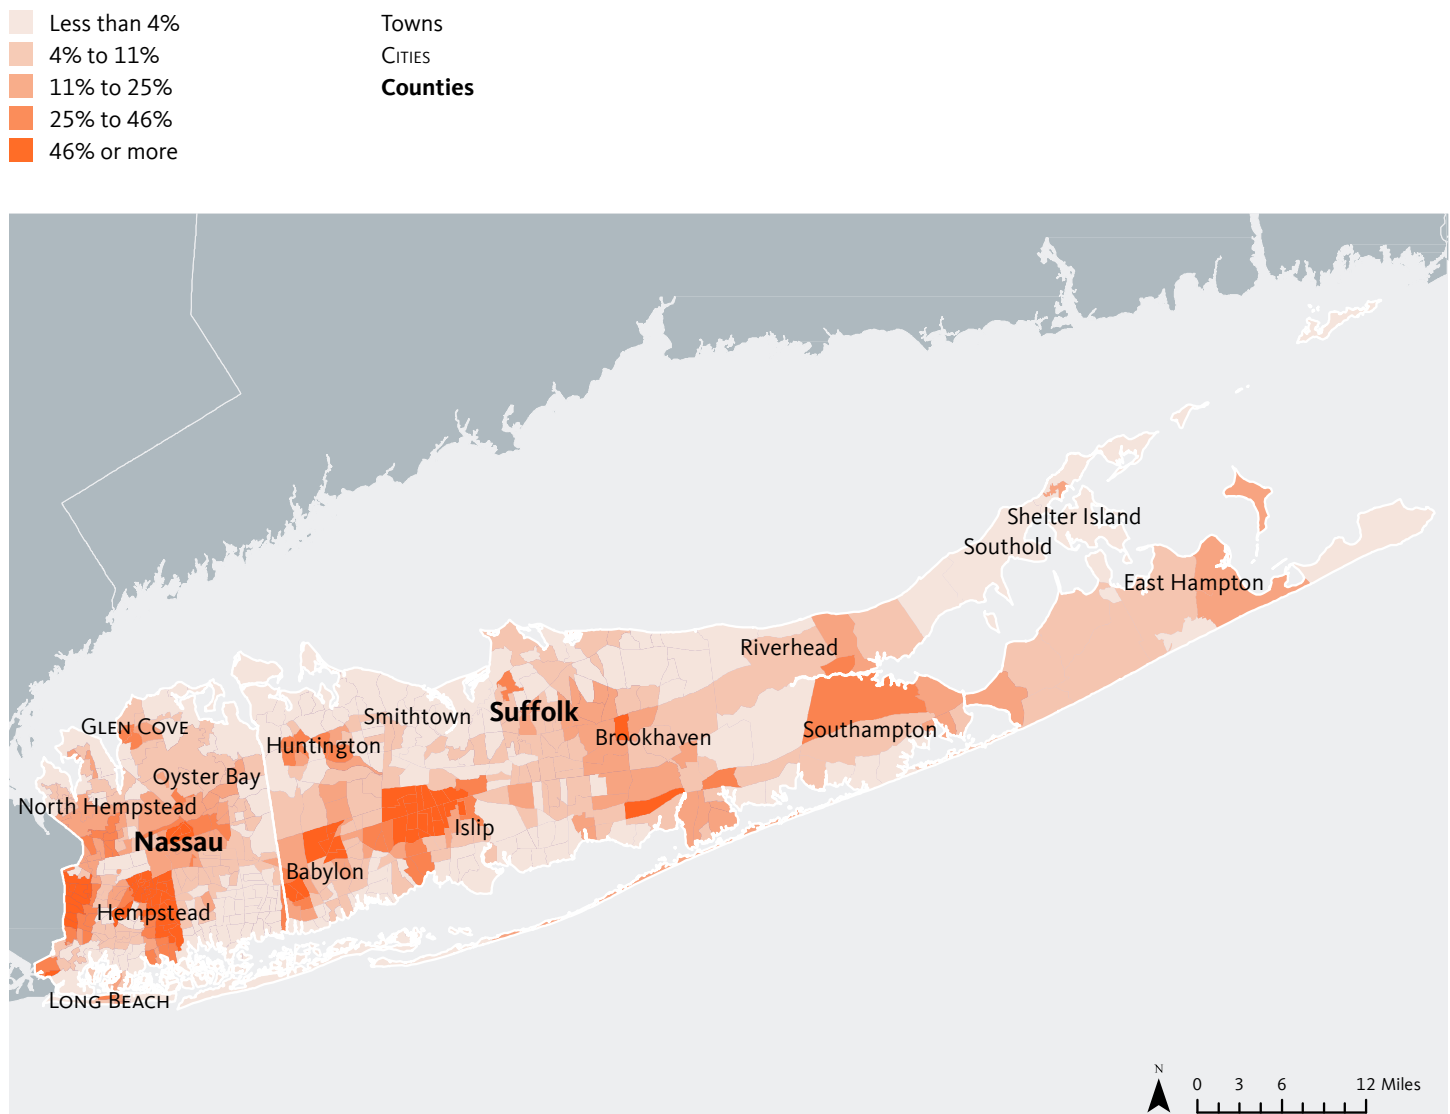 Less than 4%
4% to 11%
11% to 25%
25% to 46%
46% or more
Towns
Cities
Counties
Shelter Island
Southold
East Hampton
Riverhead
Glen Cove
Smithtown
Suffolk
Huntington
Brookhaven
Southampton
Oyster Bay
North Hempstead
Nassau
Islip
Babylon
Hempstead
Long Beach
N
0 3 6 12 Miles